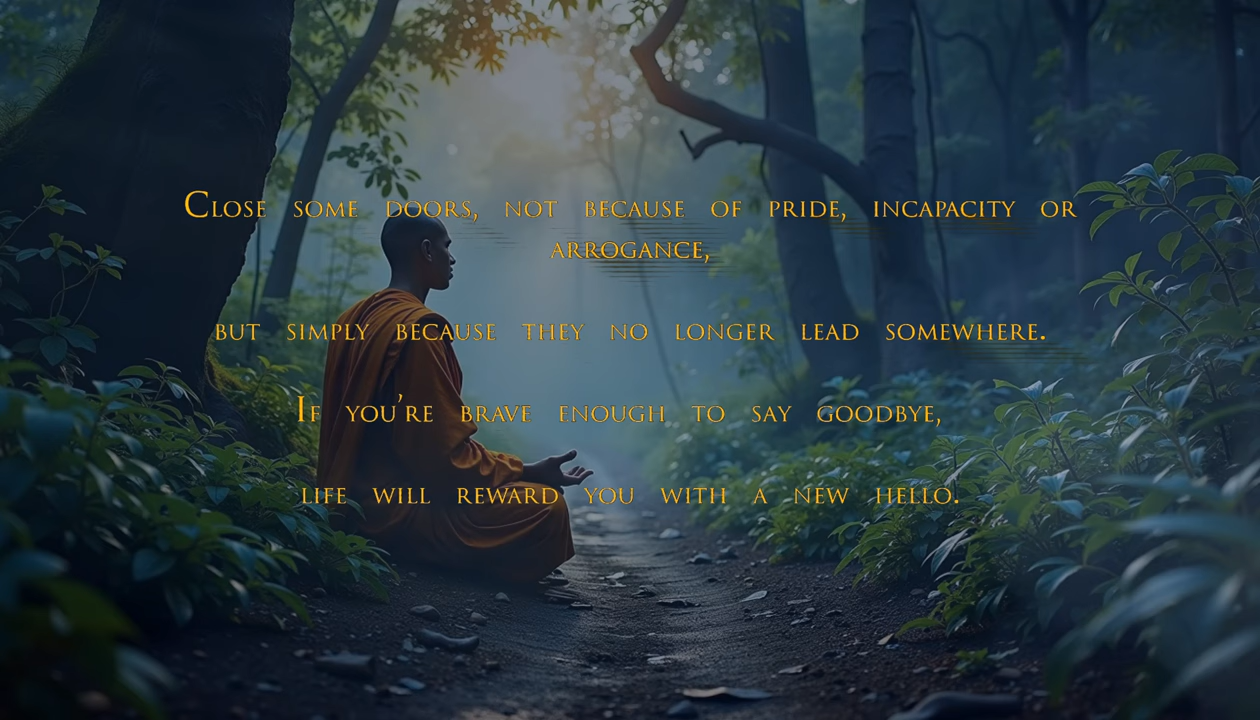 Close some doors, not because of pride, incapacity or
arrogance,
but simply because they no longer lead somewhere.
If you're brave enough to say goodbye,
life will reward you with a new hello.